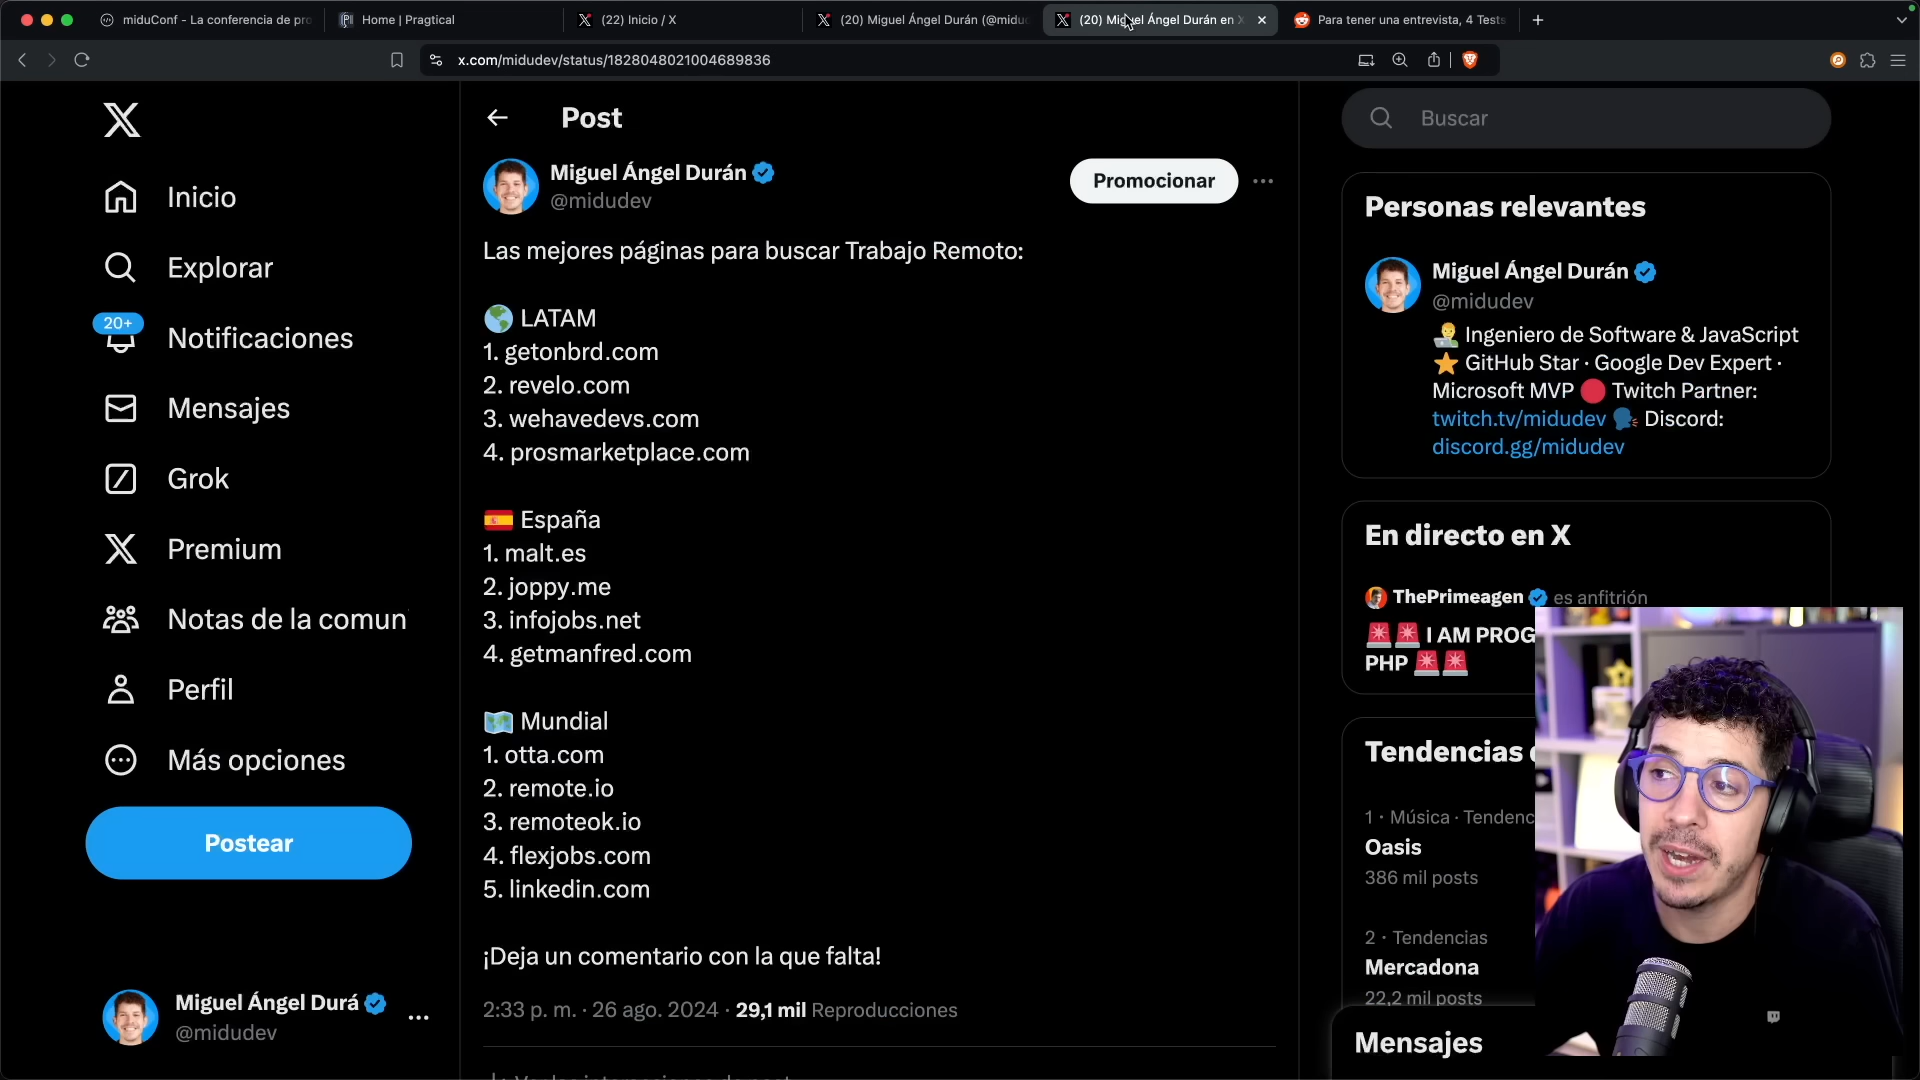 miduConf - La conferencia de pro
Home | Pragtical
(22) Inicio / X
(20) Miguel Ángel Durán (@midu
(20) Miguel Ángel Durán en X
Para tener una entrevista, 4 Tests
x.com/midudev/status/1828048021004689836
Inicio
Explorar
20+
Notificaciones
Mensajes
Grok
Premium
Notas de la comun
Perfil
Más opciones
Postear
Miguel Ángel Durá
@midudev
Post
Miguel Ángel Durán
@midudev
Promocionar
Las mejores páginas para buscar Trabajo Remoto:
🌎 LATAM
1. getonbrd.com
2. revelo.com
3. wehavedevs.com
4. prosmarketplace.com
🇪🇸 España
1. malt.es
2. joppy.me
3. infojobs.net
4. getmanfred.com
🗺️ Mundial
1. otta.com
2. remote.io
3. remoteok.io
4. flexjobs.com
5. linkedin.com
¡Deja un comentario con la que falta!
2:33 p. m. · 26 ago. 2024 · 29,1 mil Reproducciones
Buscar
Personas relevantes
Miguel Ángel Durán
@midudev
👨‍💻 Ingeniero de Software & JavaScript
⭐ GitHub Star · Google Dev Expert ·
Microsoft MVP 🔴 Twitch Partner:
twitch.tv/midudev 🗣️ Discord:
discord.gg/midudev
En directo en X
ThePrimeagen es anfitrión
🚨🚨 I AM PROG
PHP 🚨🚨
Tendencias
1 · Música · Tendenc
Oasis
386 mil posts
2 · Tendencias
Mercadona
22,2 mil posts
Mensajes